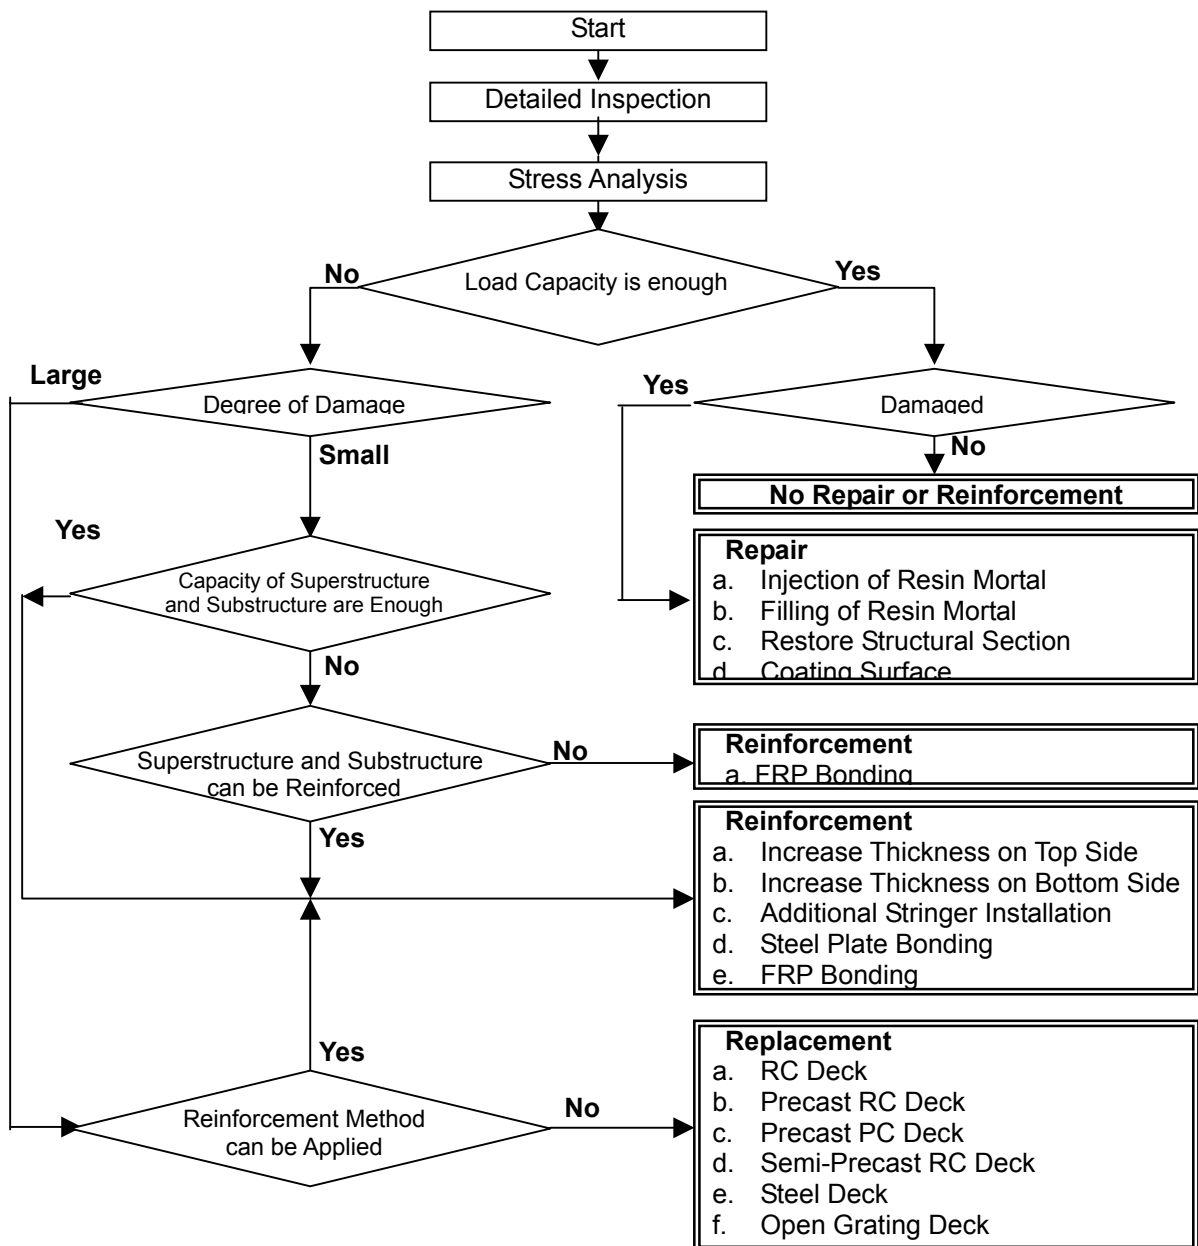 Start
Detailed Inspection
Stress Analysis
Load Capacity is enough
No
Yes
Large
Degree of Damage
Yes
Damaged
Small
No
No Repair or Reinforcement
Yes
Capacity of Superstructure
and Substructure are Enough
Repair
a. Injection of Resin Mortal
b. Filling of Resin Mortal
c. Restore Structural Section
d. Coating Surface
No
Superstructure and Substructure
can be Reinforced
No
Reinforcement
a. FRP Bonding
Yes
Reinforcement
a. Increase Thickness on Top Side
b. Increase Thickness on Bottom Side
c. Additional Stringer Installation
d. Steel Plate Bonding
e. FRP Bonding
Yes
Reinforcement Method
can be Applied
No
Replacement
a. RC Deck
b. Precast RC Deck
c. Precast PC Deck
d. Semi-Precast RC Deck
e. Steel Deck
f. Open Grating Deck